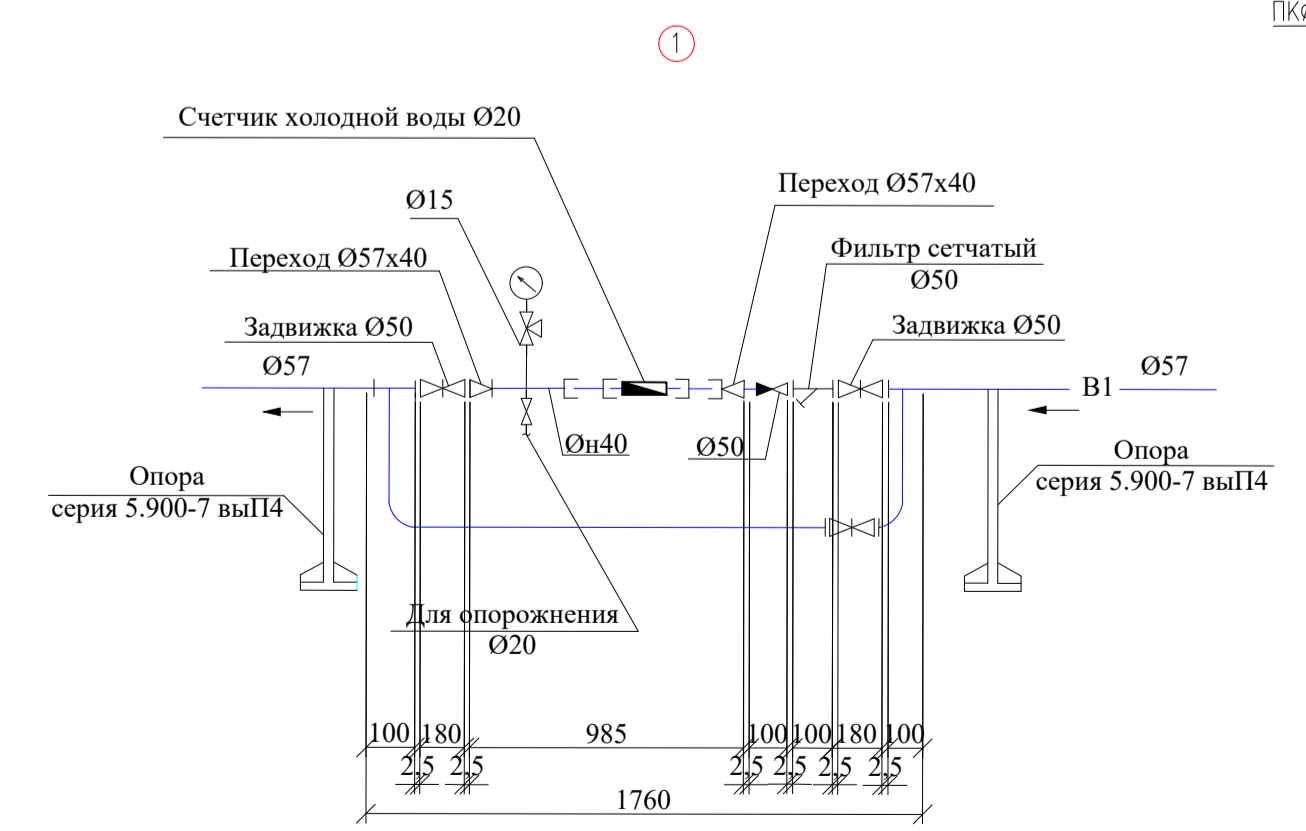 ПКø
1
Счетчик холодной воды Ø20
Переход Ø57х40
Ø15
Переход Ø57х40
Фильтр сетчатый
Ø50
Задвижка Ø50
Задвижка Ø50
Ø57
Ø57
В1
Øн40
Ø50
Опора
серия 5.900-7 выП4
Опора
серия 5.900-7 выП4
Для опорожнения
Ø20
100 180 985 100 100 180 100
2,5 2,5 2,5 2,5 2,5 2,5
1760